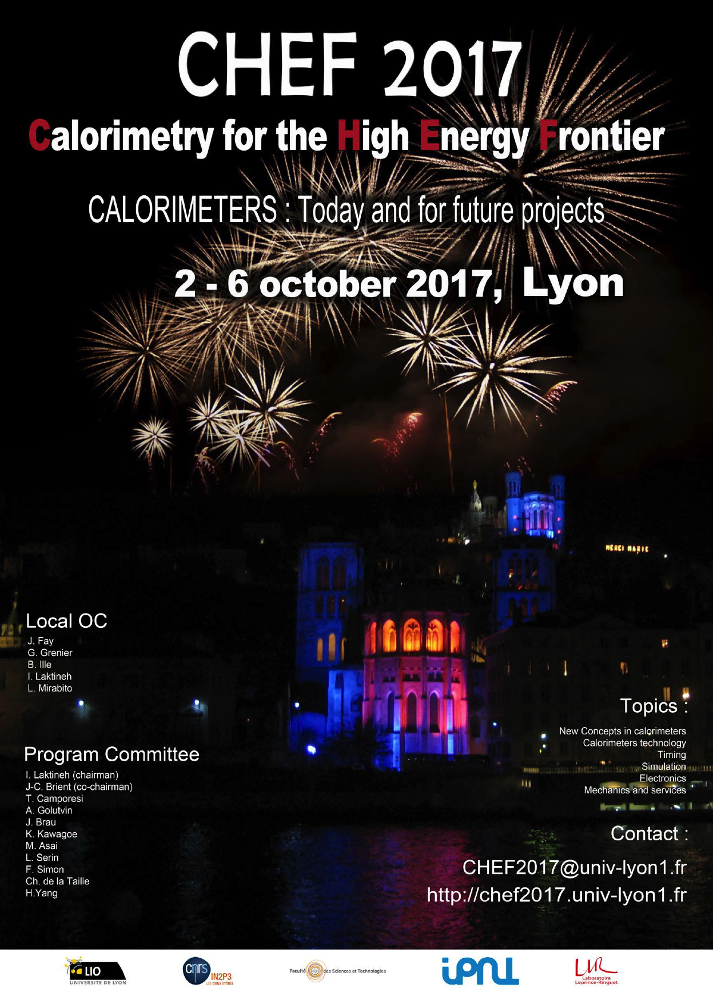 CHEF 2017
Calorimetry for the High Energy Frontier
CALORIMETERS : Today and for future projects
2 - 6 october 2017, Lyon
MERCI MARIE
Local OC
J. Fay
G. Grenier
B. Ille
I. Laktineh
L. Mirabito
Program Committee
I. Laktineh (chairman)
J-C. Brient (co-chairman)
T. Camporesi
A. Golutvin
J. Brau
K. Kawagoe
M. Asai
L. Serin
F. Simon
Ch. de la Taille
H.Yang
Topics :
New Concepts in calorimeters
Calorimeters technology
Timing
Simulation
Electronics
Mechanics and services
Contact :
CHEF2017@univ-lyon1.fr
http://chef2017.univ-lyon1.fr
LIO
UNIVERSITE DE LYON
cnrs
IN2P3
Les deux infinis
Faculté des Sciences et Technologies
ipnl
LLR
Laboratoire
Leprince-Ringuet